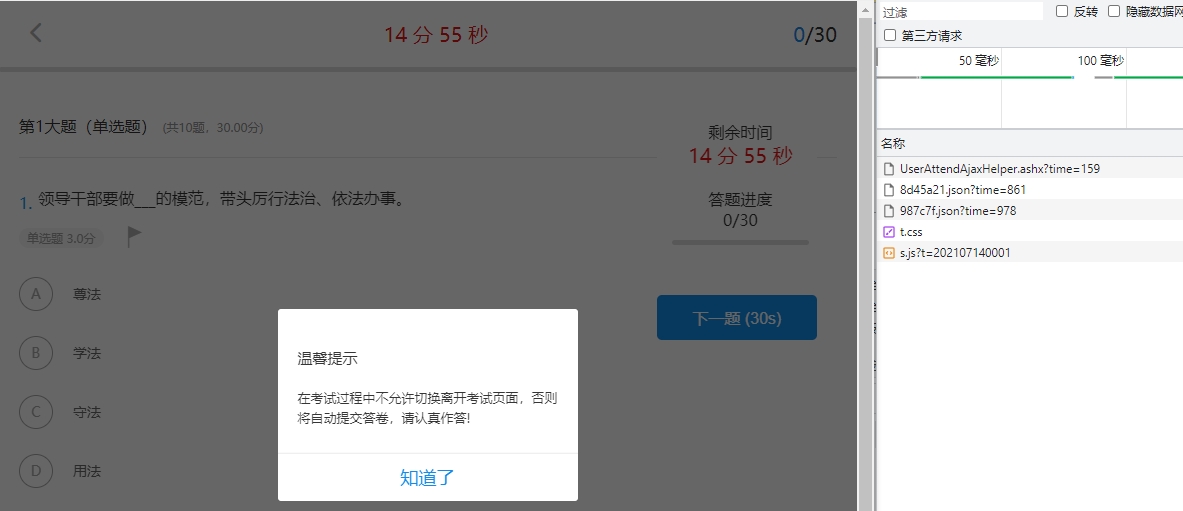 14 分 55 秒
0/30
第1大题（单选题） (共10题，30.00分)
剩余时间
14 分 55 秒
1. 领导干部要做___的模范，带头厉行法治、依法办事。
答题进度
0/30
单选题 3.0分
A 尊法
B 学法
C 守法
D 用法
下一题 (30s)
温馨提示
在考试过程中不允许切换离开考试页面，否则
将自动提交答卷，请认真作答!
知道了
过滤
反转
隐藏数据网
第三方请求
50 毫秒
100 毫秒
名称
UserAttendAjaxHelper.ashx?time=159
8d45a21.json?time=861
987c7f.json?time=978
t.css
s.js?t=202107140001